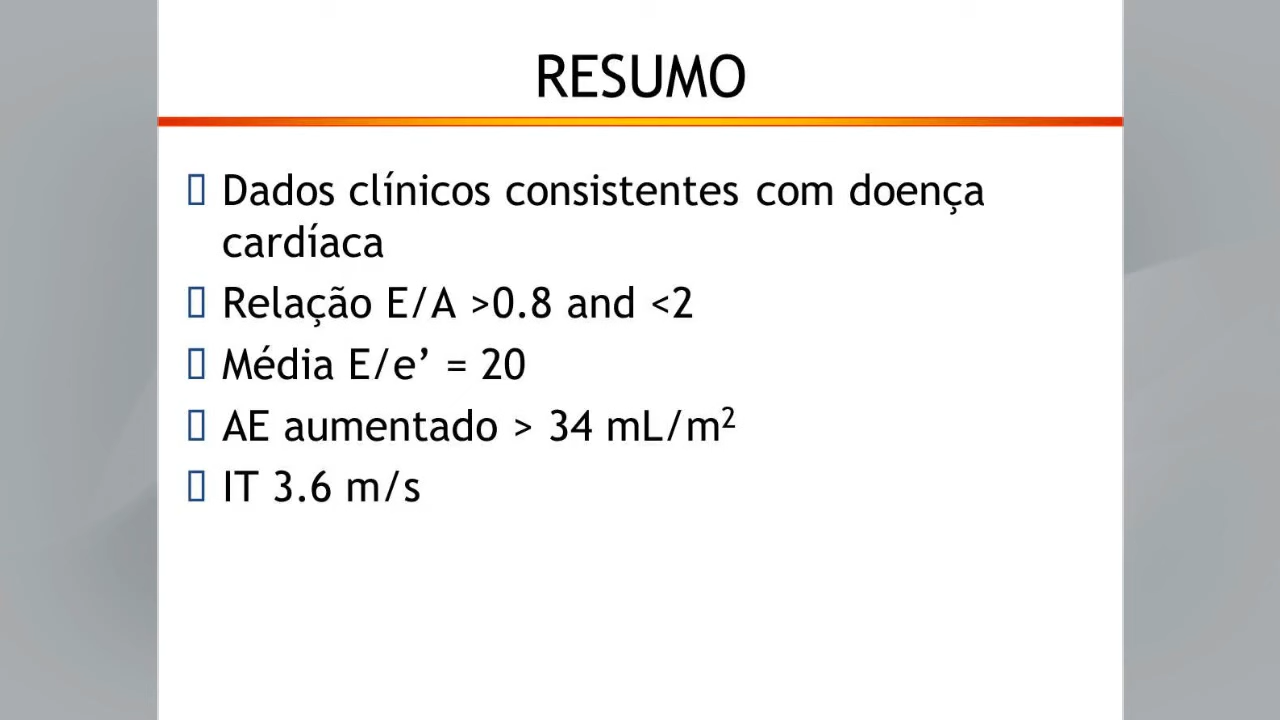 RESUMO
Dados clínicos consistentes com doença
cardíaca
Relação E/A >0.8 and <2
Média E/e’ = 20
AE aumentado > 34 mL/m²
IT 3.6 m/s